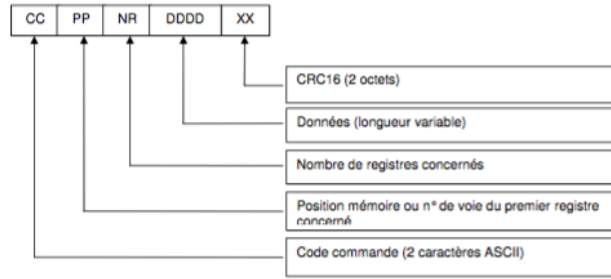 CC PP NR DDDD XX
CRC16 (2 octets)
Données (longueur variable)
Nombre de registres concernés
Position mémoire ou n° de voie du premier registre
concerné
Code commande (2 caractères ASCII)